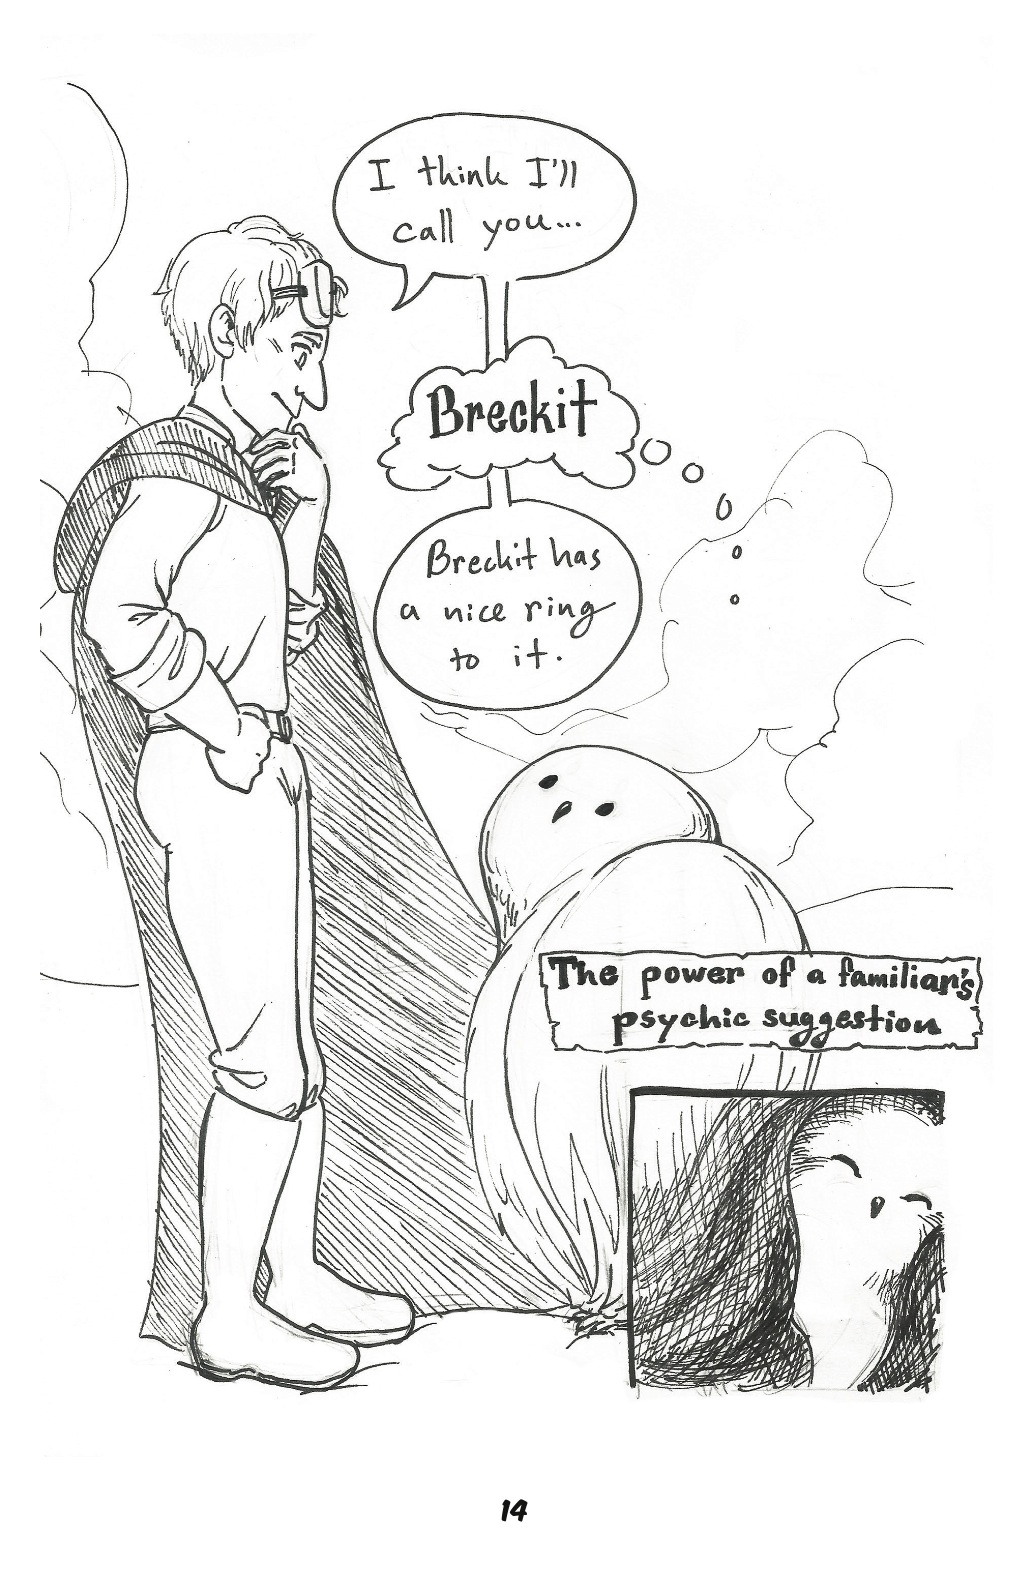 I think I'll
call you...
Breckit
Breckit has
a nice ring
to it.
The power of a familiar's
psychic suggestion
14